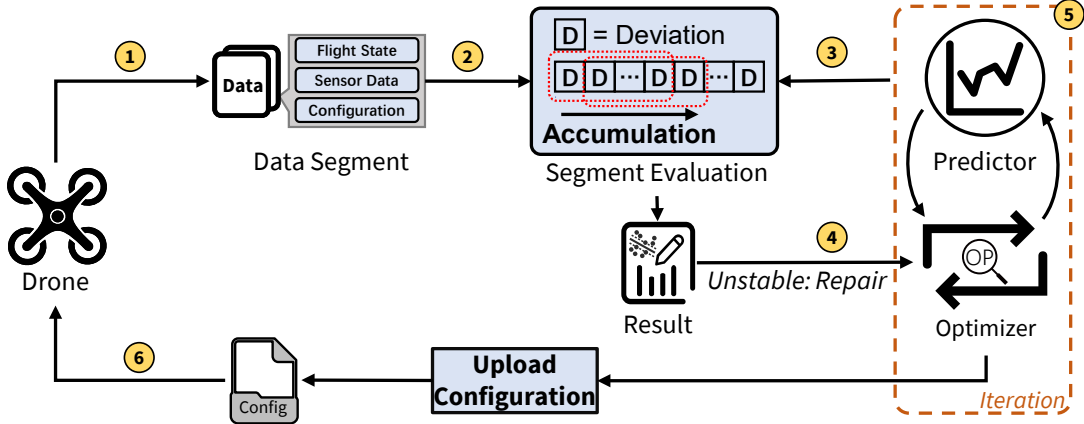 1
Data
Flight State
Sensor Data
Configuration
Data Segment
2
D = Deviation
D D ··· D D ··· D
Accumulation
Segment Evaluation
3
5
Predictor
4
Unstable: Repair
Result
OP
Optimizer
Iteration
Drone
6
Config
Upload
Configuration